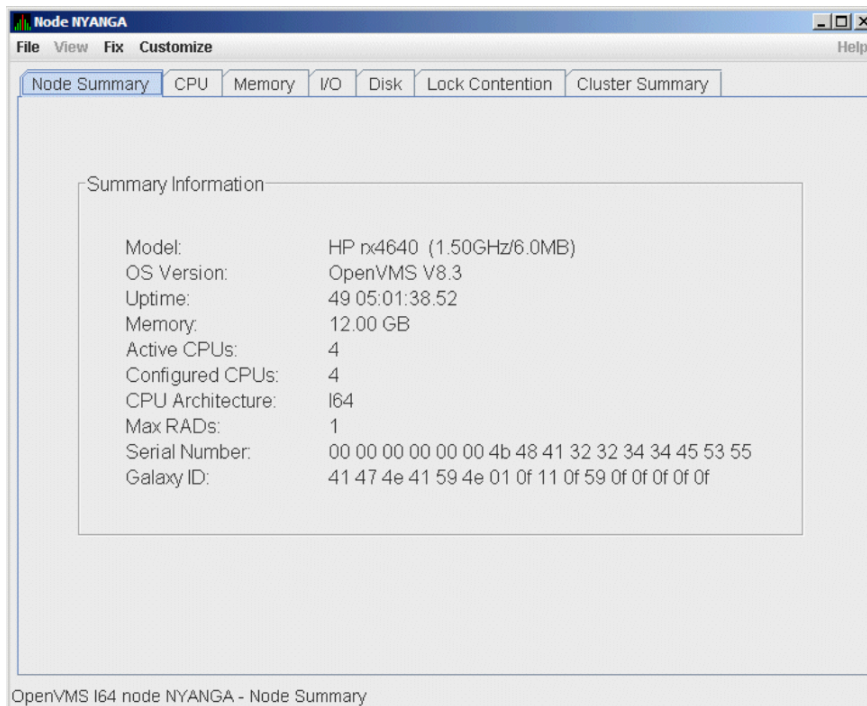 Node NYANGA
File View Fix Customize Help
Node Summary CPU Memory I/O Disk Lock Contention Cluster Summary
Summary Information
Model: HP rx4640 (1.50GHz/6.0MB)
OS Version: OpenVMS V8.3
Uptime: 49 05:01:38.52
Memory: 12.00 GB
Active CPUs: 4
Configured CPUs: 4
CPU Architecture: I64
Max RADs: 1
Serial Number: 00 00 00 00 00 00 4b 48 41 32 32 34 34 45 53 55
Galaxy ID: 41 47 4e 41 59 4e 01 0f 11 0f 59 0f 0f 0f 0f 0f
OpenVMS I64 node NYANGA - Node Summary